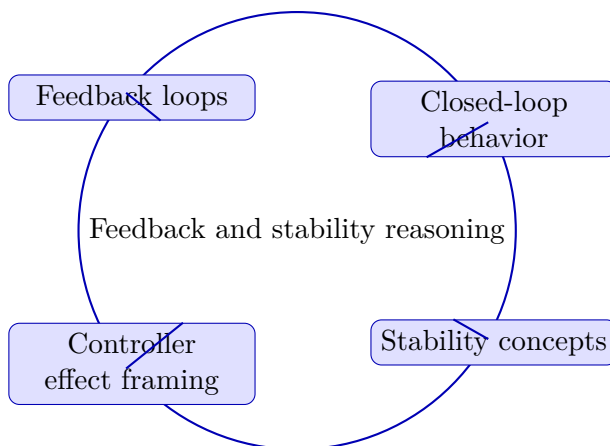 Feedback loops
Closed-loop
behavior
Feedback and stability reasoning
Controller
effect framing
Stability concepts